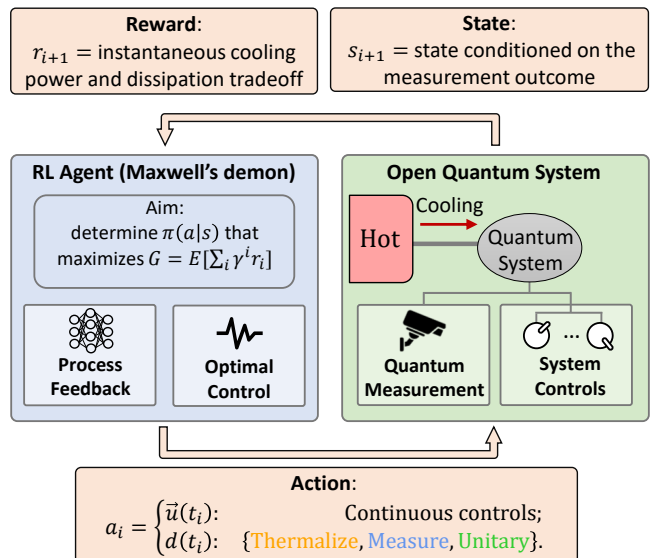 Reward:
r_{i+1} = instantaneous cooling
power and dissipation tradeoff
State:
s_{i+1} = state conditioned on the
measurement outcome
RL Agent (Maxwell's demon)
Aim:
determine π(a|s) that
maximizes G = E[∑_i γ^i r_i]
Process
Feedback
Optimal
Control
Open Quantum System
Cooling
Hot
Quantum
System
Quantum
Measurement
...
System
Controls
Action:
a_i = { u⃗(t_i): Continuous controls;
d(t_i): {Thermalize, Measure, Unitary}.